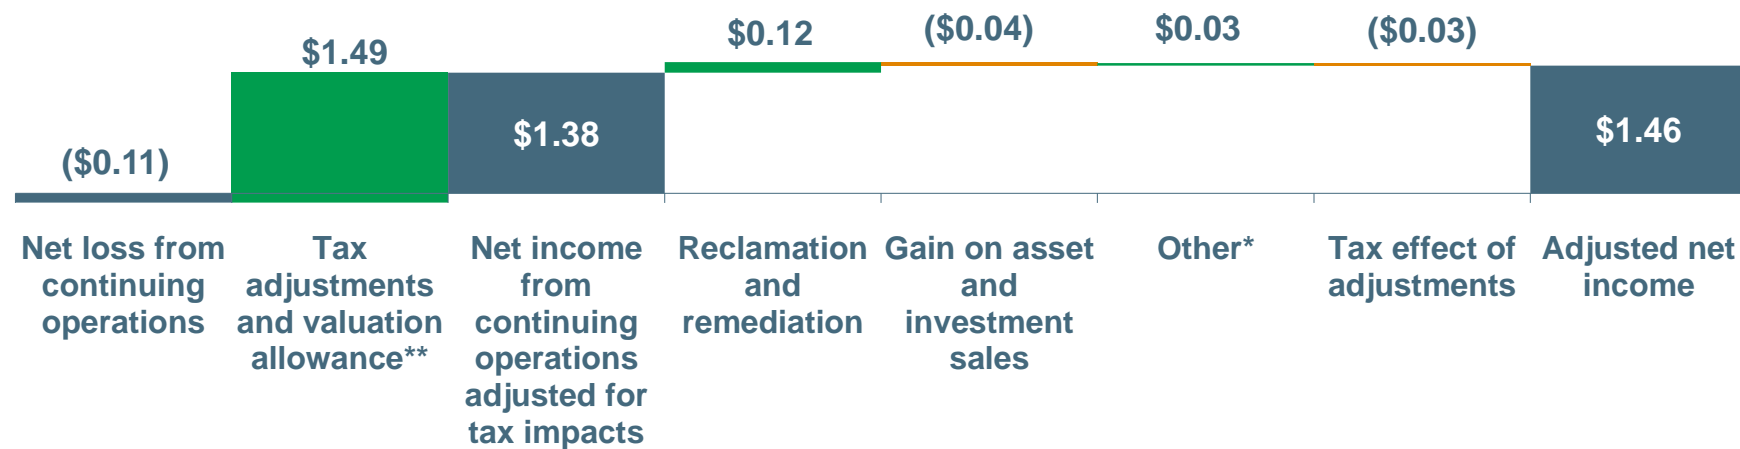 ($0.11)
$1.49
$1.38
$0.12
($0.04)
$0.03
($0.03)
$1.46
Net loss from
continuing
operations
Tax
adjustments
and valuation
allowance**
Net income
from
continuing
operations
adjusted for
tax impacts
Reclamation
and
remediation
Gain on asset
and
investment
sales
Other*
Tax effect of
adjustments
Adjusted net
income